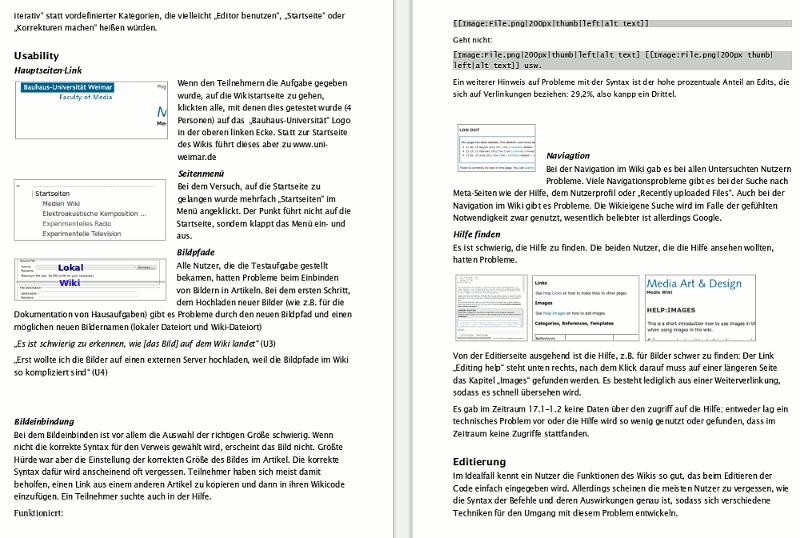 iterativ" statt vordefinierter Kategorien, die vielleicht „Editor benutzen", „Startseite" oder
„Korrekturen machen" heißen würden.
Usability
Hauptseiten-Link
Bauhaus-Universität Weimar
Faculty of Media
Wenn den Teilnehmern die Aufgabe gegeben
wurde, auf die Wikistartseite zu gehen,
klickten alle, mit denen dies getestet wurde (4
Personen) auf das „Bauhaus-Universität" Logo
in der oberen linken Ecke. Statt zur Startseite
des Wikis führt dieses aber zu www.uni-
weimar.de
Seitenmenü
Startseiten
Medien Wiki
Elektroakustische Komposition ...
Experimentelles Radio
Experimentelle Television
Bei dem Versuch, auf die Startseite zu
gelangen wurde mehrfach „Startseiten" im
Menü angeklickt. Der Punkt führt nicht auf die
Startseite, sondern klappt das Menü ein- und
aus.
Bildpfade
Lokal
Wiki
Alle Nutzer, die die Testaufgabe gestellt
bekamen, hatten Probleme beim Einbinden
von Bildern in Artikeln. Bei dem ersten Schritt,
dem Hochladen neuer Bilder (wie z.B. für die
Dokumentation von Hausaufgaben) gibt es Probleme durch den neuen Bildpfad und einen
möglichen neuen Bildernamen (lokaler Dateiort und Wiki-Dateiort)
„Es ist schwierig zu erkennen, wie [das Bild] auf dem Wiki landet" (U3)
„Erst wollte ich die Bilder auf einen externen Server hochladen, weil die Bildpfade im Wiki
so kompliziert sind" (U4)
Bildeinbindung
Bei dem Bildeinbinden ist vor allem die Auswahl der richtigen Größe schwierig. Wenn
nicht die korrekte Syntax für den Verweis gewählt wird, erscheint das Bild nicht. Größte
Hürde war aber die Einstellung der korrekten Größe des Bildes im Artikel. Die korrekte
Syntax dafür wird anscheinend oft vergessen. Teilnehmer haben sich meist damit
beholfen, einen Link aus einem anderen Artikel zu kopieren und dann in ihren Wikicode
einzufügen. Ein Teilnehmer suchte auch in der Hilfe.
Funktioniert:
[[Image:File.png|200px|thumb|left|alt text]]
Geht nicht:
[[Image:File.png|200px|thumb|left|alt text] [[Image:File.png|200px thumb|
left|alt text]] usw.
Ein weiterer Hinweis auf Probleme mit der Syntax ist der hohe prozentuale Anteil an Edits, die
sich auf Verlinkungen beziehen: 29,2%, also kanpp ein Drittel.
LOG OUT
Naviagtion
Bei der Navigation im Wiki gab es bei allen Untersuchten Nutzern
Probleme. Viele Navigationsprobleme gibt es bei der Suche nach
Meta-Seiten wie der Hilfe, dem Nutzerprofil oder „Recently uploaded Files". Auch bei der
Navigation im Wiki gibt es Probleme. Die Wikieigene Suche wird im Falle der gefühlten
Notwendigkeit zwar genutzt, wesentlich beliebter ist allerdings Google.
Hilfe finden
Es ist schwierig, die Hilfe zu finden. Die beiden Nutzer, die die Hilfe ansehen wollten,
hatten Probleme.
Links
See Help:Links on how to make links to other pages
Images
See Help:Images on how to add images
Categories, References, Templates
Media Art & Design
Media Wiki
HELP:IMAGES
This is a short introduction how to use images in t
when using images in the wiki.
Von der Editierseite ausgehend ist die Hilfe, z.B. für Bilder schwer zu finden: Der Link
„Editing help" steht unten rechts, nach dem Klick darauf muss auf einer längeren Seite
das Kapitel „Images" gefunden werden. Es besteht lediglich aus einer Weiterverlinkung,
sodass es schnell übersehen wird.
Es gab im Zeitraum 17.1-1.2 keine Daten über den zugriff auf die Hilfe; entweder lag ein
technisches Problem vor oder die Hilfe wird so wenig genutzt oder gefunden, dass im
Zeitraum keine Zugriffe stattfanden.
Editierung
Im Idealfall kennt ein Nutzer die Funktionen des Wikis so gut, das beim Editieren der
Code einfach eingegeben wird. Allerdings scheinen die meisten Nutzer zu vergessen, wie
die Syntax der Befehle und deren Auswirkungen genau ist, sodass sich verschiedene
Techniken für den Umgang mit diesem Problem entwickeln.